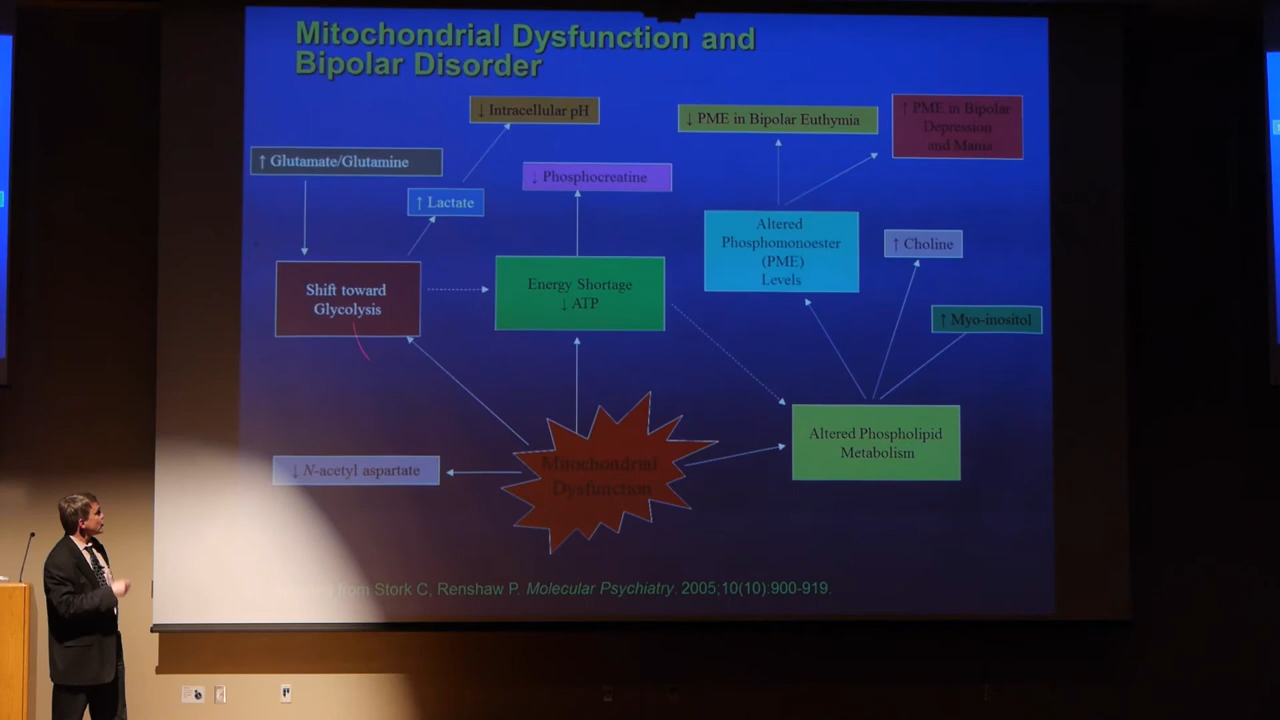 Mitochondrial Dysfunction and
Bipolar Disorder
↓ Intracellular pH
↓ PME in Bipolar Euthymia
↑ PME in Bipolar
Depression
and Mania
↑ Glutamate/Glutamine
↓ Phosphocreatine
↑ Lactate
Altered
Phosphomonoester
(PME)
Levels
↑ Choline
Shift toward
Glycolysis
Energy Shortage
↓ ATP
↑ Myo-inositol
Altered Phospholipid
Metabolism
↓ N-acetyl aspartate
Mitochondrial
Dysfunction
from Stork C, Renshaw P. Molecular Psychiatry. 2005;10(10):900-919.